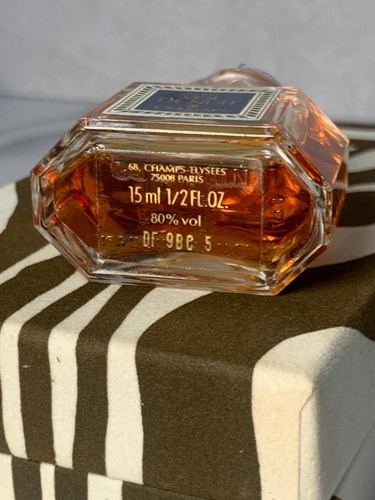 68, CHAMPS-ELYSEES
75008 PARIS
15 ml 1/2 FL.OZ
80% vol
DF 9BC 5